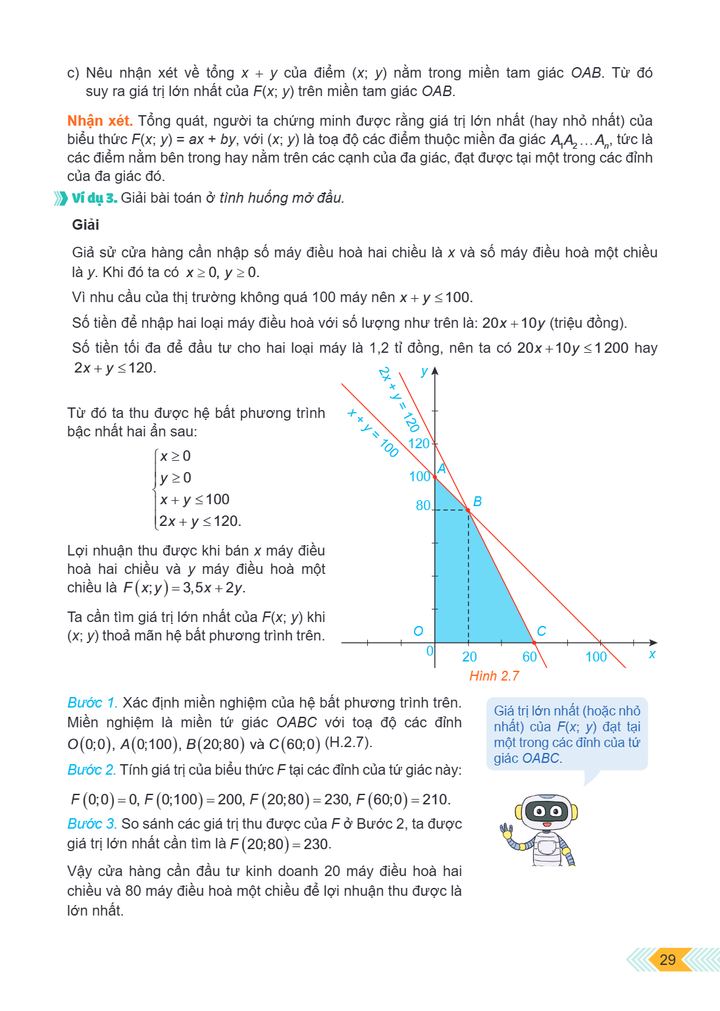 c) Nêu nhận xét về tổng x + y của điểm (x; y) nằm trong miền tam giác OAB. Từ đó
suy ra giá trị lớn nhất của F(x; y) trên miền tam giác OAB.
Nhận xét. Tổng quát, người ta chứng minh được rằng giá trị lớn nhất (hay nhỏ nhất) của
biểu thức F(x; y) = ax + by, với (x; y) là toạ độ các điểm thuộc miền đa giác A₁A₂…Aₙ, tức là
các điểm nằm bên trong hay nằm trên các cạnh của đa giác, đạt được tại một trong các đỉnh
của đa giác đó.
Ví dụ 3. Giải bài toán ở tình huống mở đầu.
Giải
Giả sử cửa hàng cần nhập số máy điều hoà hai chiều là x và số máy điều hoà một chiều
là y. Khi đó ta có x ≥ 0, y ≥ 0.
Vì nhu cầu của thị trường không quá 100 máy nên x + y ≤ 100.
Số tiền để nhập hai loại máy điều hoà với số lượng như trên là: 20x + 10y (triệu đồng).
Số tiền tối đa để đầu tư cho hai loại máy là 1,2 tỉ đồng, nên ta có 20x + 10y ≤ 1200 hay
2x + y ≤ 120.
Từ đó ta thu được hệ bất phương trình
bậc nhất hai ẩn sau:
x ≥ 0
y ≥ 0
x + y ≤ 100
2x + y ≤ 120.
Lợi nhuận thu được khi bán x máy điều
hoà hai chiều và y máy điều hoà một
chiều là F(x; y) = 3,5x + 2y.
Ta cần tìm giá trị lớn nhất của F(x; y) khi
(x; y) thoả mãn hệ bất phương trình trên.
y
2x + y = 120
x + y = 100
120
100
A
80
B
O
C
0
20
60
100
x
Hình 2.7
Bước 1. Xác định miền nghiệm của hệ bất phương trình trên.
Miền nghiệm là miền tứ giác OABC với toạ độ các đỉnh
O(0;0), A(0;100), B(20;80) và C(60;0) (H.2.7).
Bước 2. Tính giá trị của biểu thức F tại các đỉnh của tứ giác này:
F(0;0) = 0, F(0;100) = 200, F(20;80) = 230, F(60;0) = 210.
Bước 3. So sánh các giá trị thu được của F ở Bước 2, ta được
giá trị lớn nhất cần tìm là F(20;80) = 230.
Vậy cửa hàng cần đầu tư kinh doanh 20 máy điều hoà hai
chiều và 80 máy điều hoà một chiều để lợi nhuận thu được là
lớn nhất.
Giá trị lớn nhất (hoặc nhỏ
nhất) của F(x; y) đạt tại
một trong các đỉnh của tứ
giác OABC.
29